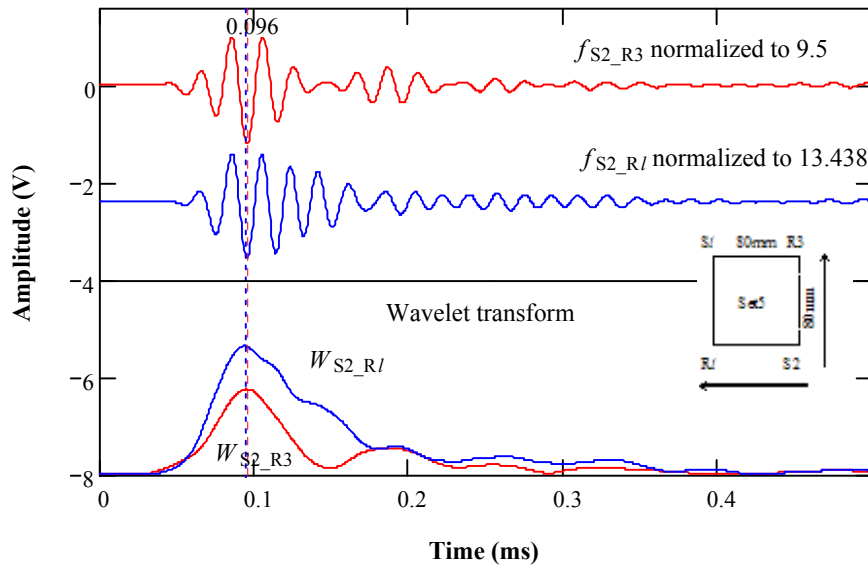 0.096
f S2_R3 normalized to 9.5
0
f S2_Rl normalized to 13.438
−2
Amplitude (V)
−4
Sl 80mm R3
Set5
80mm
Rl S2
Wavelet transform
W S2_Rl
−6
W S2_R3
−8
0 0.1 0.2 0.3 0.4
Time (ms)